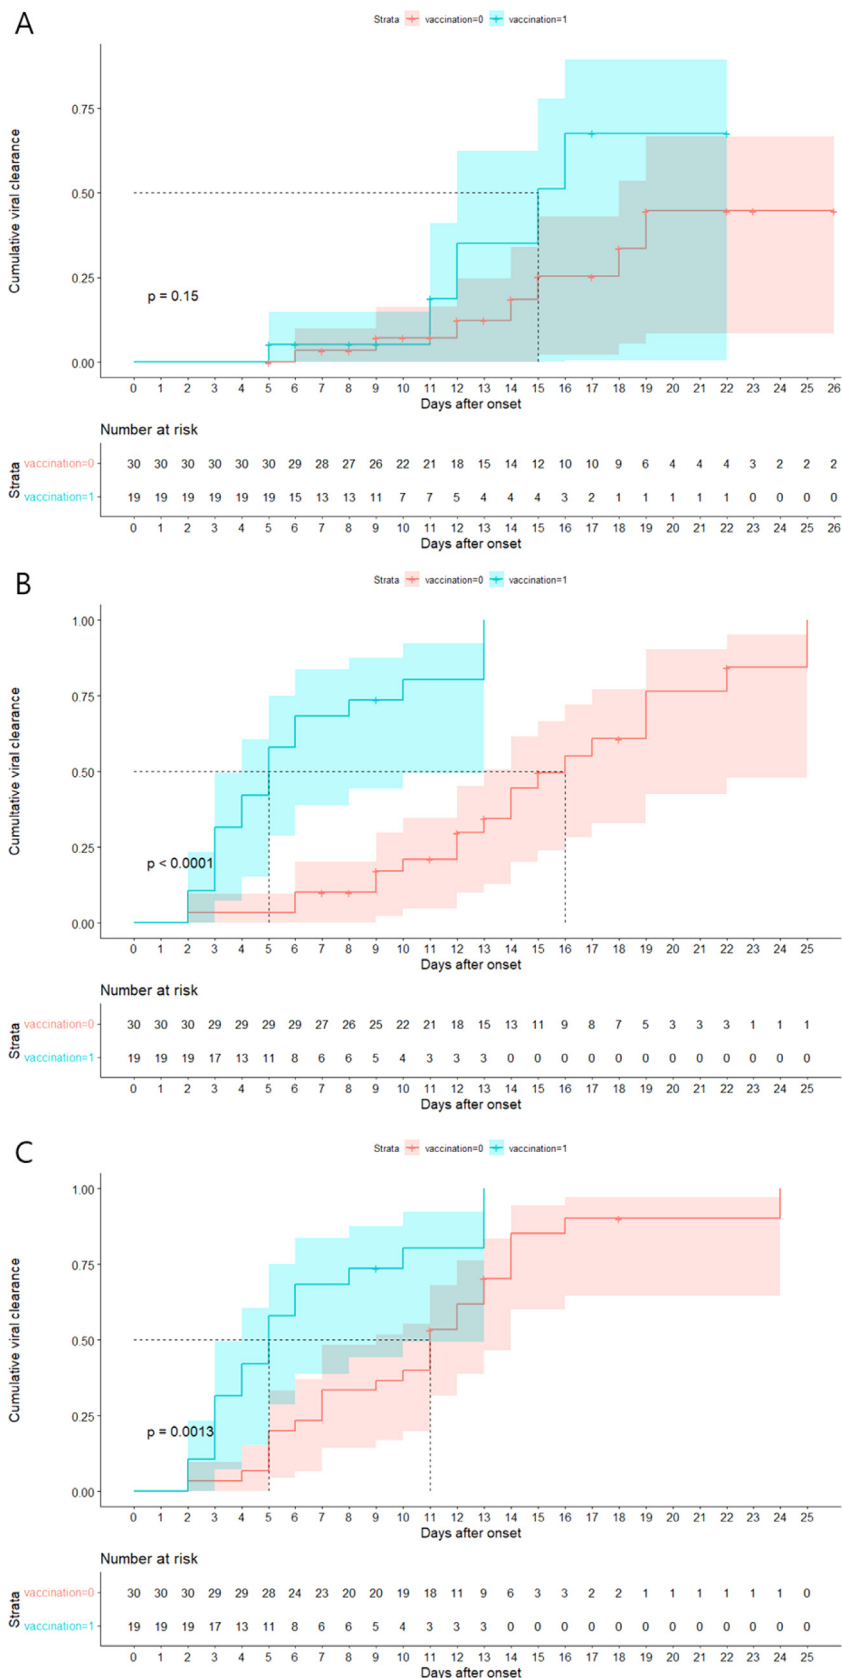 A
Strata vaccination=0 vaccination=1
Cumulative viral clearance
0.75
0.50
0.25
0.00
p = 0.15
0 1 2 3 4 5 6 7 8 9 10 11 12 13 14 15 16 17 18 19 20 21 22 23 24 25 26
Days after onset
Number at risk
Strata
vaccination=0 30 30 30 30 30 30 29 28 27 26 22 21 18 15 14 12 10 10 9 6 4 4 4 3 2 2 2
vaccination=1 19 19 19 19 19 19 15 13 13 11 7 7 5 4 4 4 3 2 1 1 1 1 1 0 0 0 0
0 1 2 3 4 5 6 7 8 9 10 11 12 13 14 15 16 17 18 19 20 21 22 23 24 25 26
Days after onset
B
Strata vaccination=0 vaccination=1
Cumultative viral clearance
1.00
0.75
0.50
0.25
0.00
p < 0.0001
0 1 2 3 4 5 6 7 8 9 10 11 12 13 14 15 16 17 18 19 20 21 22 23 24 25
Days after onset
Number at risk
Strata
vaccination=0 30 30 30 29 29 29 29 27 26 25 22 21 18 15 13 11 9 8 7 5 3 3 3 1 1 1
vaccination=1 19 19 19 17 13 11 8 6 6 5 4 3 3 3 0 0 0 0 0 0 0 0 0 0 0 0
0 1 2 3 4 5 6 7 8 9 10 11 12 13 14 15 16 17 18 19 20 21 22 23 24 25
Days after onset
C
Strata vaccination=0 vaccination=1
Cumulative viral clearance
1.00
0.75
0.50
0.25
0.00
p = 0.0013
0 1 2 3 4 5 6 7 8 9 10 11 12 13 14 15 16 17 18 19 20 21 22 23 24 25
Days after onset
Number at risk
Strata
vaccination=0 30 30 30 29 29 28 24 23 20 20 19 18 11 9 6 3 3 2 2 1 1 1 1 1 1 0
vaccination=1 19 19 19 17 13 11 8 6 6 5 4 3 3 3 0 0 0 0 0 0 0 0 0 0 0 0
0 1 2 3 4 5 6 7 8 9 10 11 12 13 14 15 16 17 18 19 20 21 22 23 24 25
Days after onset